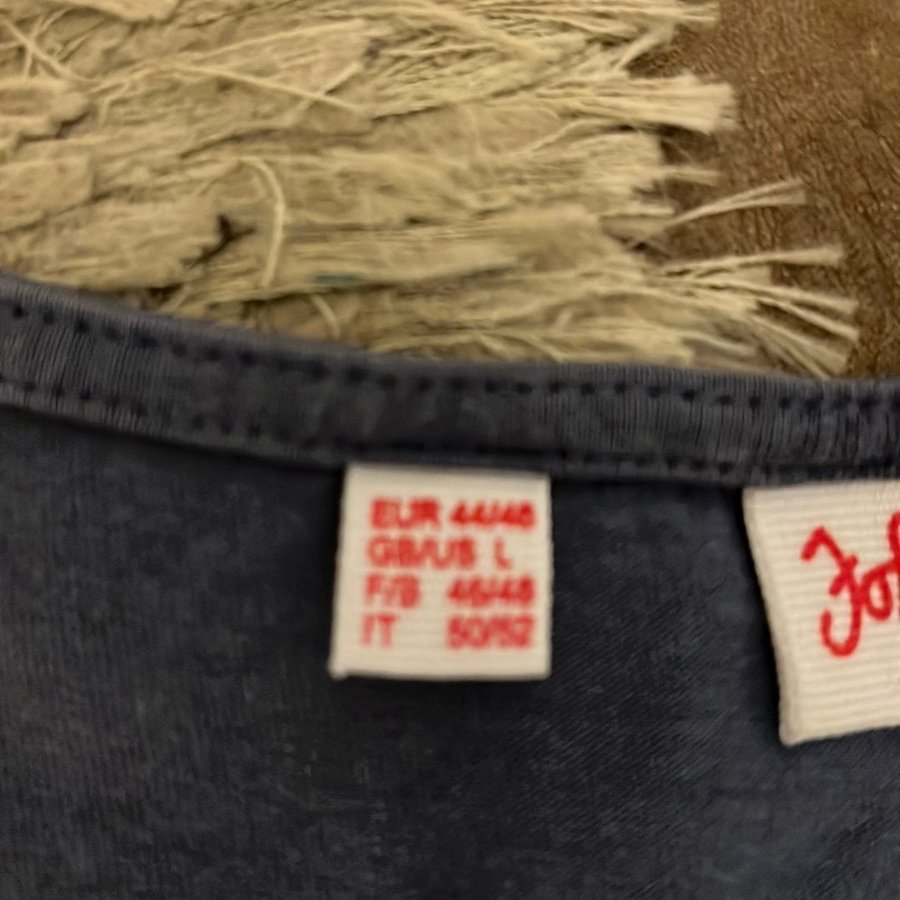 EUR 44/46
GB/US L
F/B 46/48
IT 50/52